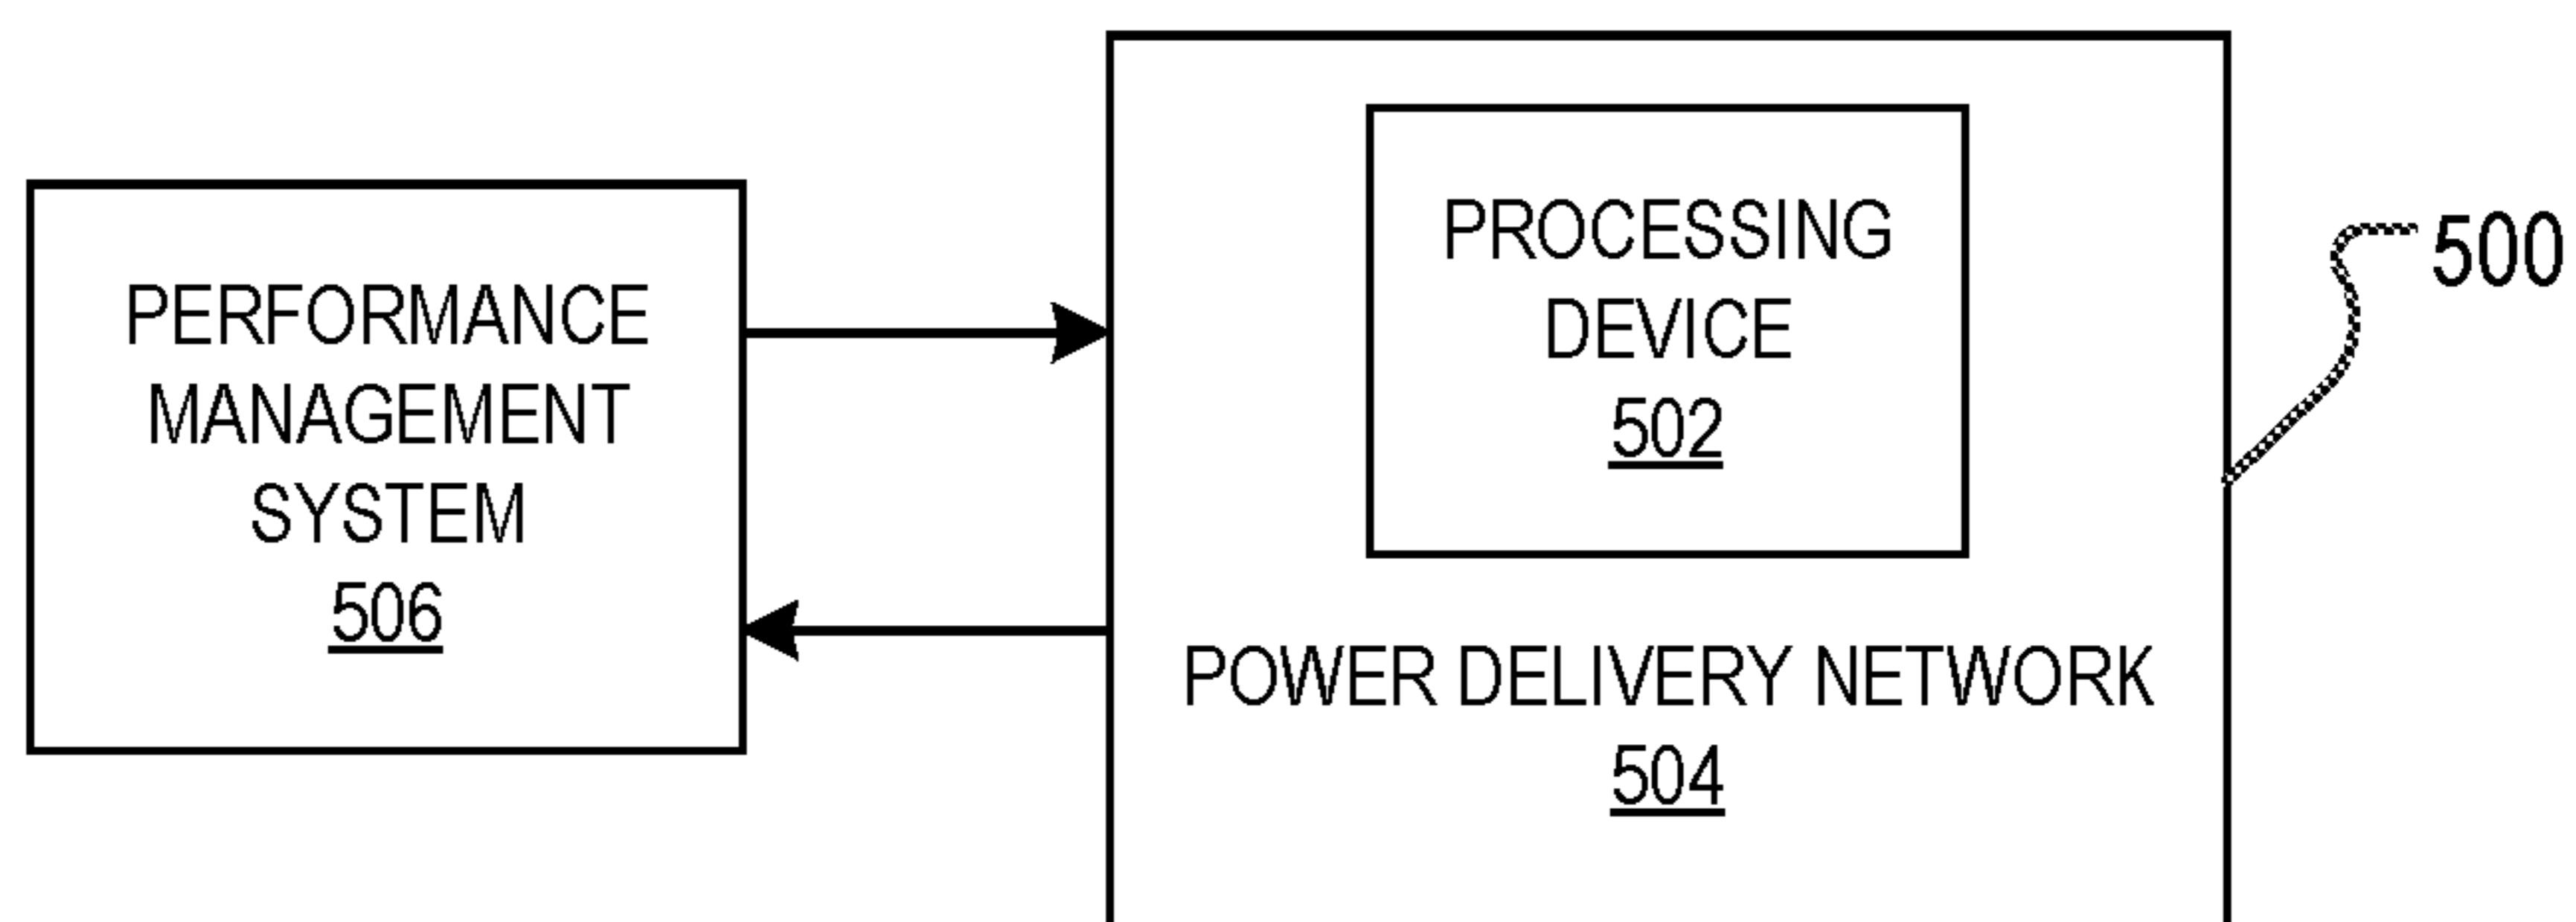 PERFORMANCE
MANAGEMENT
SYSTEM
506
PROCESSING
DEVICE
502
POWER DELIVERY NETWORK
504
500